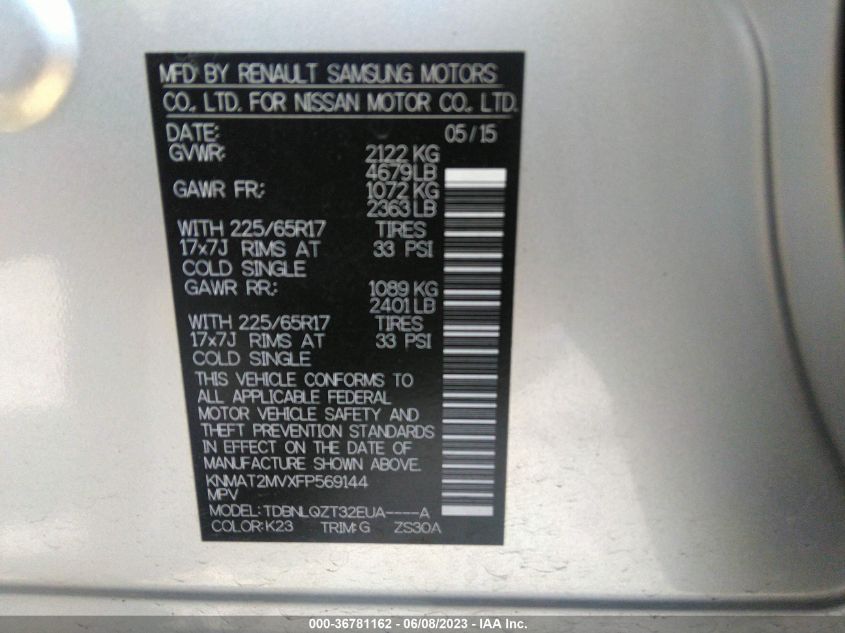 MFD BY RENAULT SAMSUNG MOTORS
CO., LTD. FOR NISSAN MOTOR CO., LTD.
DATE: 05/15
GVWR: 2122 KG
4679LB
GAWR FR: 1072 KG
2363LB
WITH 225/65R17 TIRES
17x7J RIMS AT 33 PSI
COLD SINGLE
GAWR RR: 1089 KG
2401LB
WITH 225/65R17 TIRES
17x7J RIMS AT 33 PSI
COLD SINGLE
THIS VEHICLE CONFORMS TO
ALL APPLICABLE FEDERAL
MOTOR VEHICLE SAFETY AND
THEFT PREVENTION STANDARDS
IN EFFECT ON THE DATE OF
MANUFACTURE SHOWN ABOVE.
KNMAT2MVXFP569144
MPV
MODEL: TDBNLQZT32EUA----A
COLOR: K23 TRIM: G ZS30A
000-36781162 - 06/08/2023 - IAA Inc.